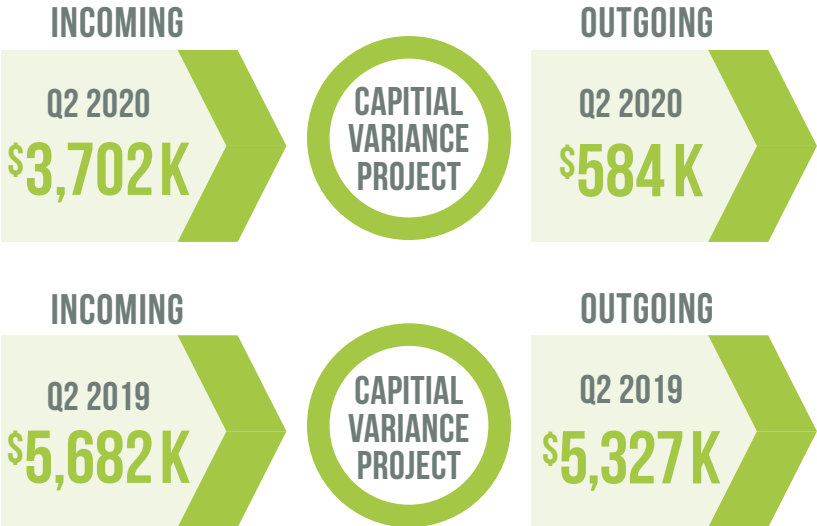 INCOMING
Q2 2020
$3,702 K
CAPITIAL
VARIANCE
PROJECT
OUTGOING
Q2 2020
$584 K
INCOMING
Q2 2019
$5,682 K
CAPITIAL
VARIANCE
PROJECT
OUTGOING
Q2 2019
$5,327 K